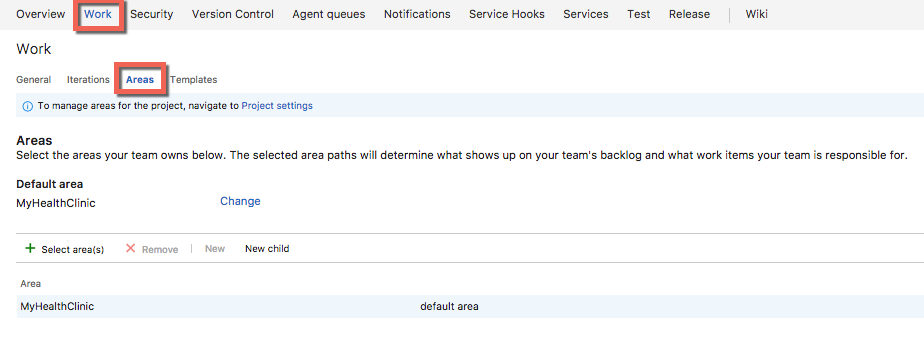 Overview Work Security Version Control Agent queues Notifications Service Hooks Services Test Release Wiki
Work
General Iterations Areas Templates
To manage areas for the project, navigate to Project settings
Areas
Select the areas your team owns below. The selected area paths will determine what shows up on your team's backlog and what work items your team is responsible for.
Default area
MyHealthClinic Change
Select area(s) Remove New New child
Area
MyHealthClinic default area